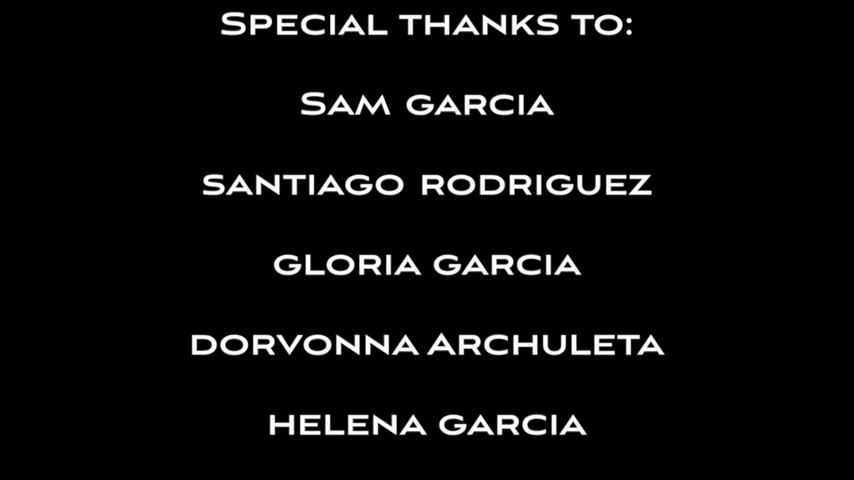 SPECIAL THANKS TO:
SAM GARCIA
SANTIAGO RODRIGUEZ
GLORIA GARCIA
DORVONNA ARCHULETA
HELENA GARCIA